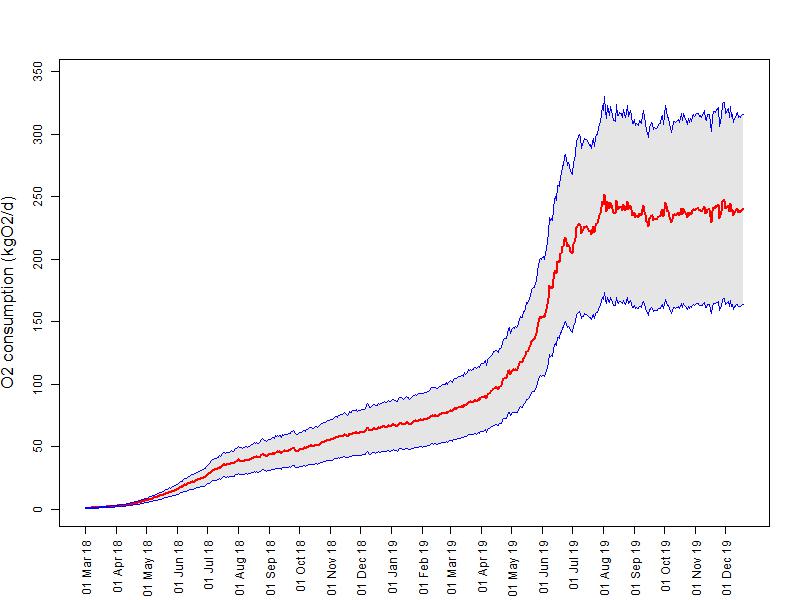 O2 consumption (kgO2/d)
350
300
250
200
150
100
50
0
01 Mar 18
01 Apr 18
01 May 18
01 Jun 18
01 Jul 18
01 Aug 18
01 Sep 18
01 Oct 18
01 Nov 18
01 Dec 18
01 Jan 19
01 Feb 19
01 Mar 19
01 Apr 19
01 May 19
01 Jun 19
01 Jul 19
01 Aug 19
01 Sep 19
01 Oct 19
01 Nov 19
01 Dec 19